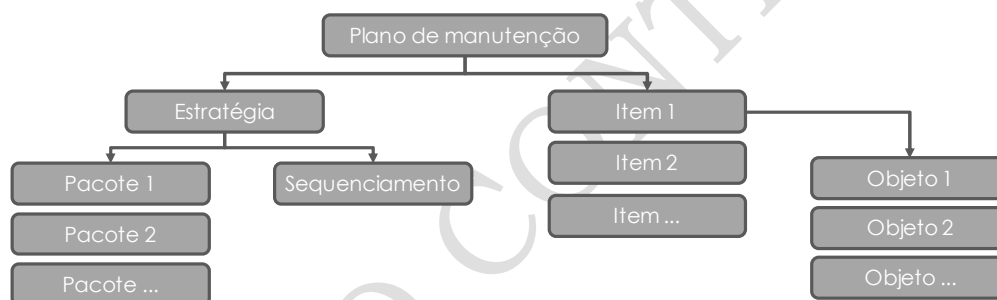 Plano de manutenção
Estratégia
Item 1
Pacote 1
Sequenciamento
Item 2
Objeto 1
Pacote 2
Item ...
Objeto 2
Pacote ...
Objeto ...